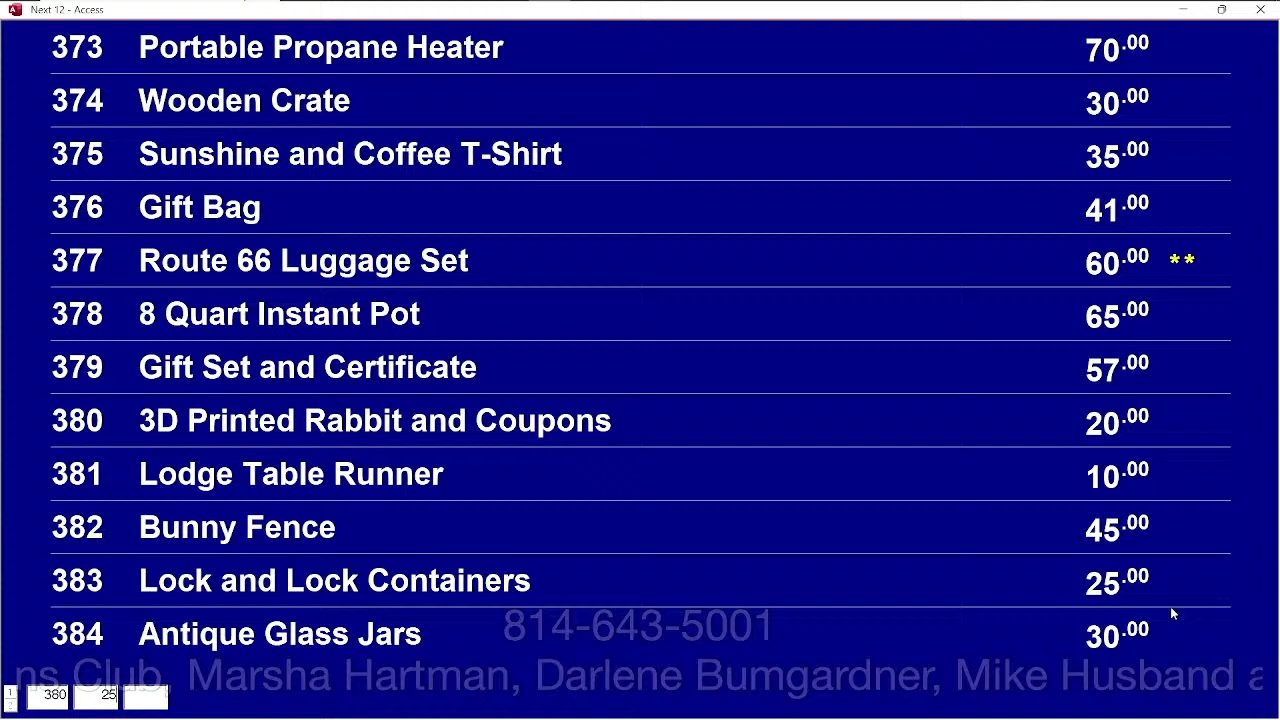 Next 12 - Access
373 Portable Propane Heater 70.00
374 Wooden Crate 30.00
375 Sunshine and Coffee T-Shirt 35.00
376 Gift Bag 41.00
377 Route 66 Luggage Set 60.00 **
378 8 Quart Instant Pot 65.00
379 Gift Set and Certificate 57.00
380 3D Printed Rabbit and Coupons 20.00
381 Lodge Table Runner 10.00
382 Bunny Fence 45.00
383 Lock and Lock Containers 25.00
384 Antique Glass Jars 30.00
814-643-5001
ns Club, Marsha Hartman, Darlene Bumgardner, Mike Husband a
1 380 25
2